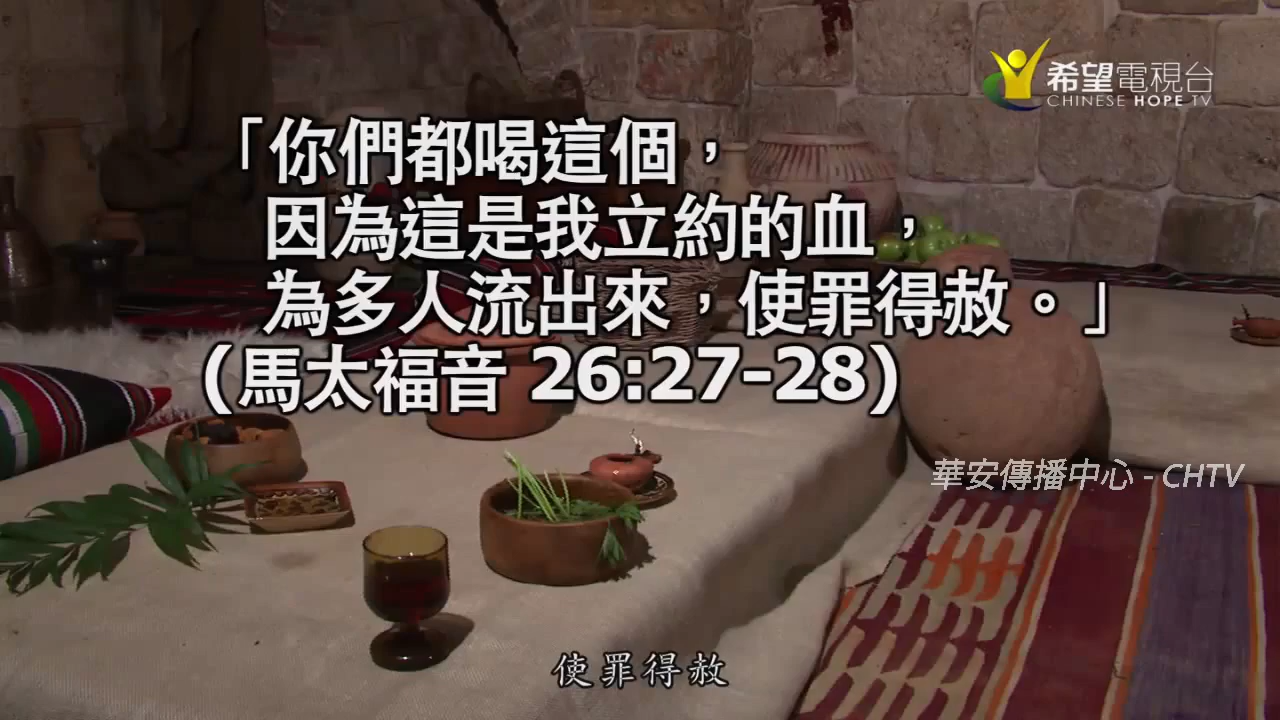 希望電視台
CHINESE HOPE TV
「你們都喝這個，
因為這是我立約的血，
為多人流出來，使罪得赦。」
(馬太福音 26:27-28)
華安傳播中心 - CHTV
使罪得赦